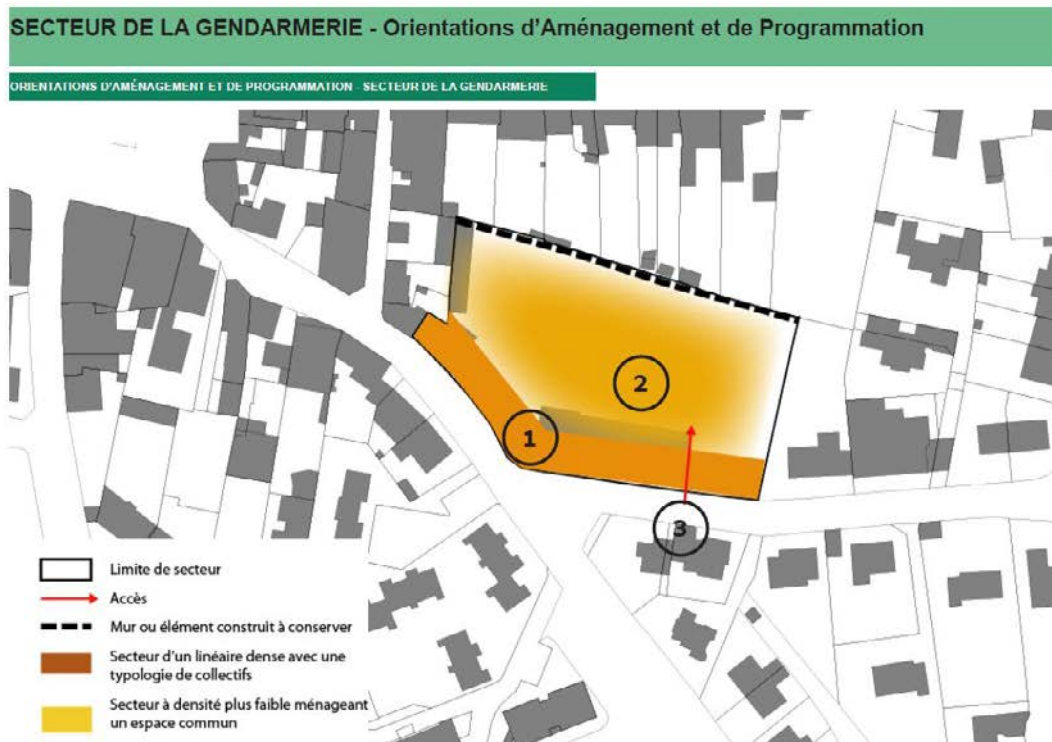 SECTEUR DE LA GENDARMERIE - Orientations d'Aménagement et de Programmation
ORIENTATIONS D'AMÉNAGEMENT ET DE PROGRAMMATION - SECTEUR DE LA GENDARMERIE
2
1
3
Limite de secteur
Accès
Mur ou élément construit à conserver
Secteur d'un linéaire dense avec une
typologie de collectifs
Secteur à densité plus faible ménageant
un espace commun